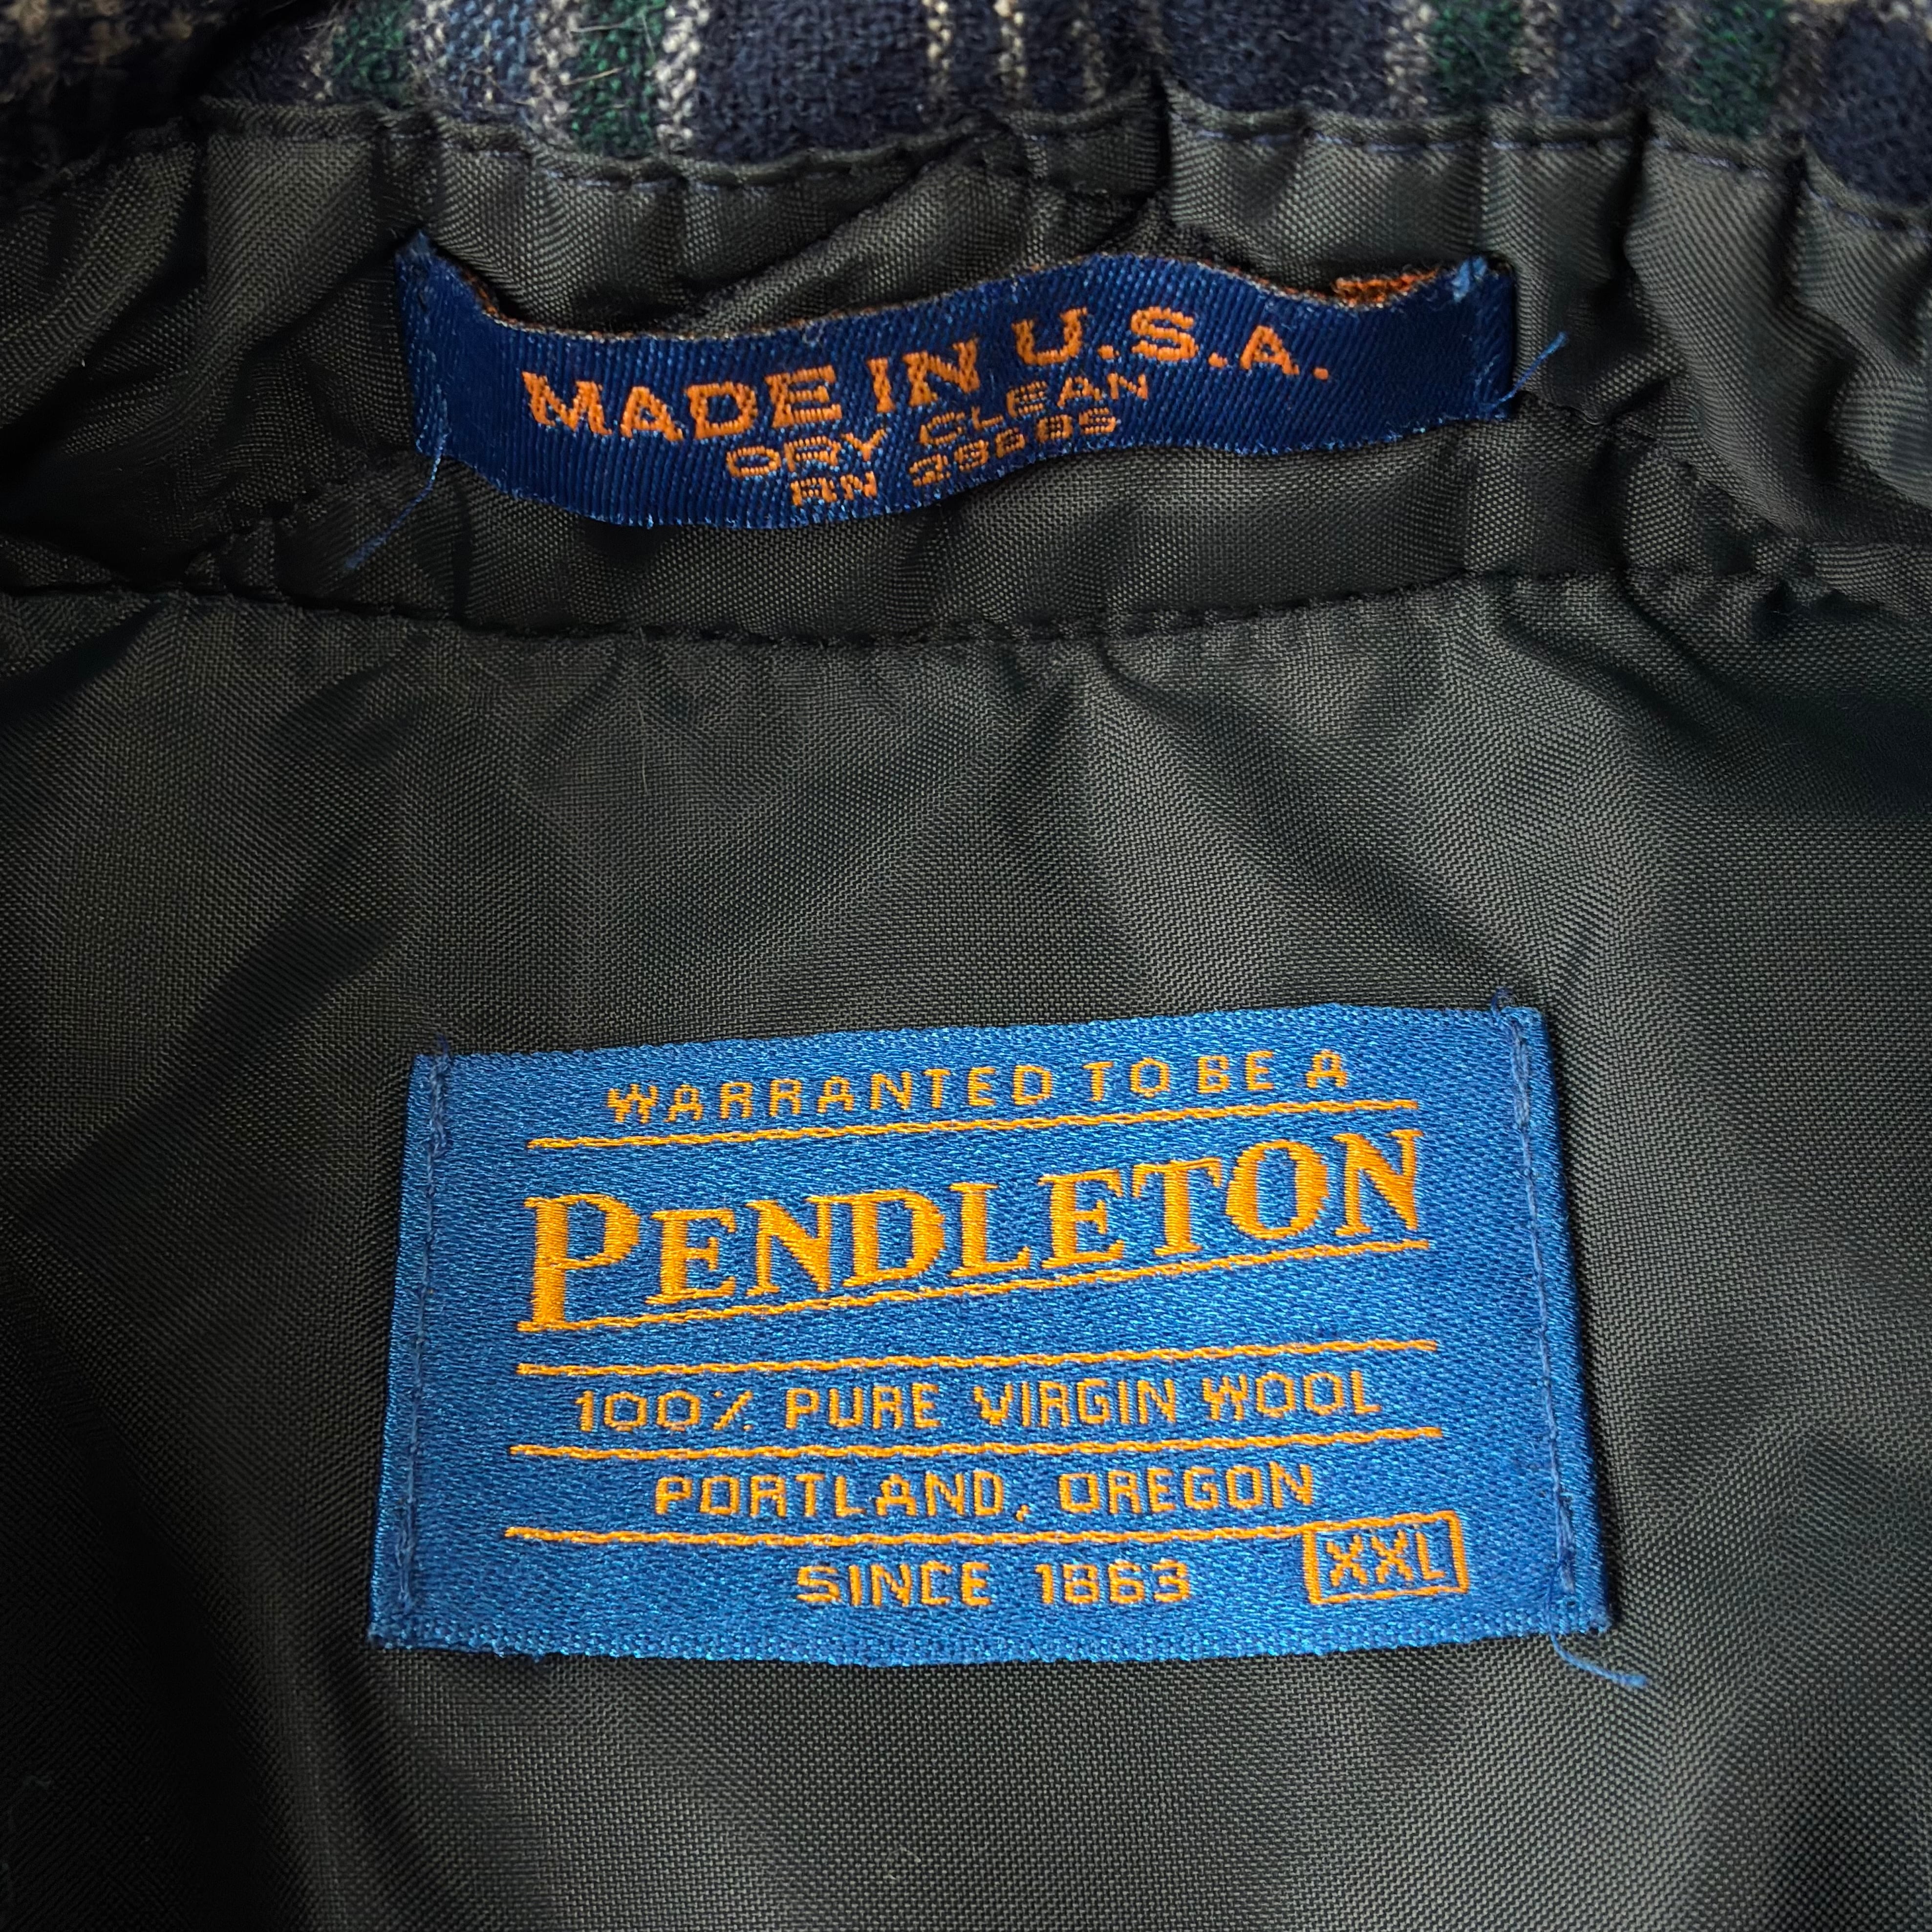 MADE IN U.S.A.
DRY CLEAN
RN 29685
WARRANTED TO BE A
PENDLETON
100% PURE VIRGIN WOOL
PORTLAND, OREGON
SINCE 1863 XXL